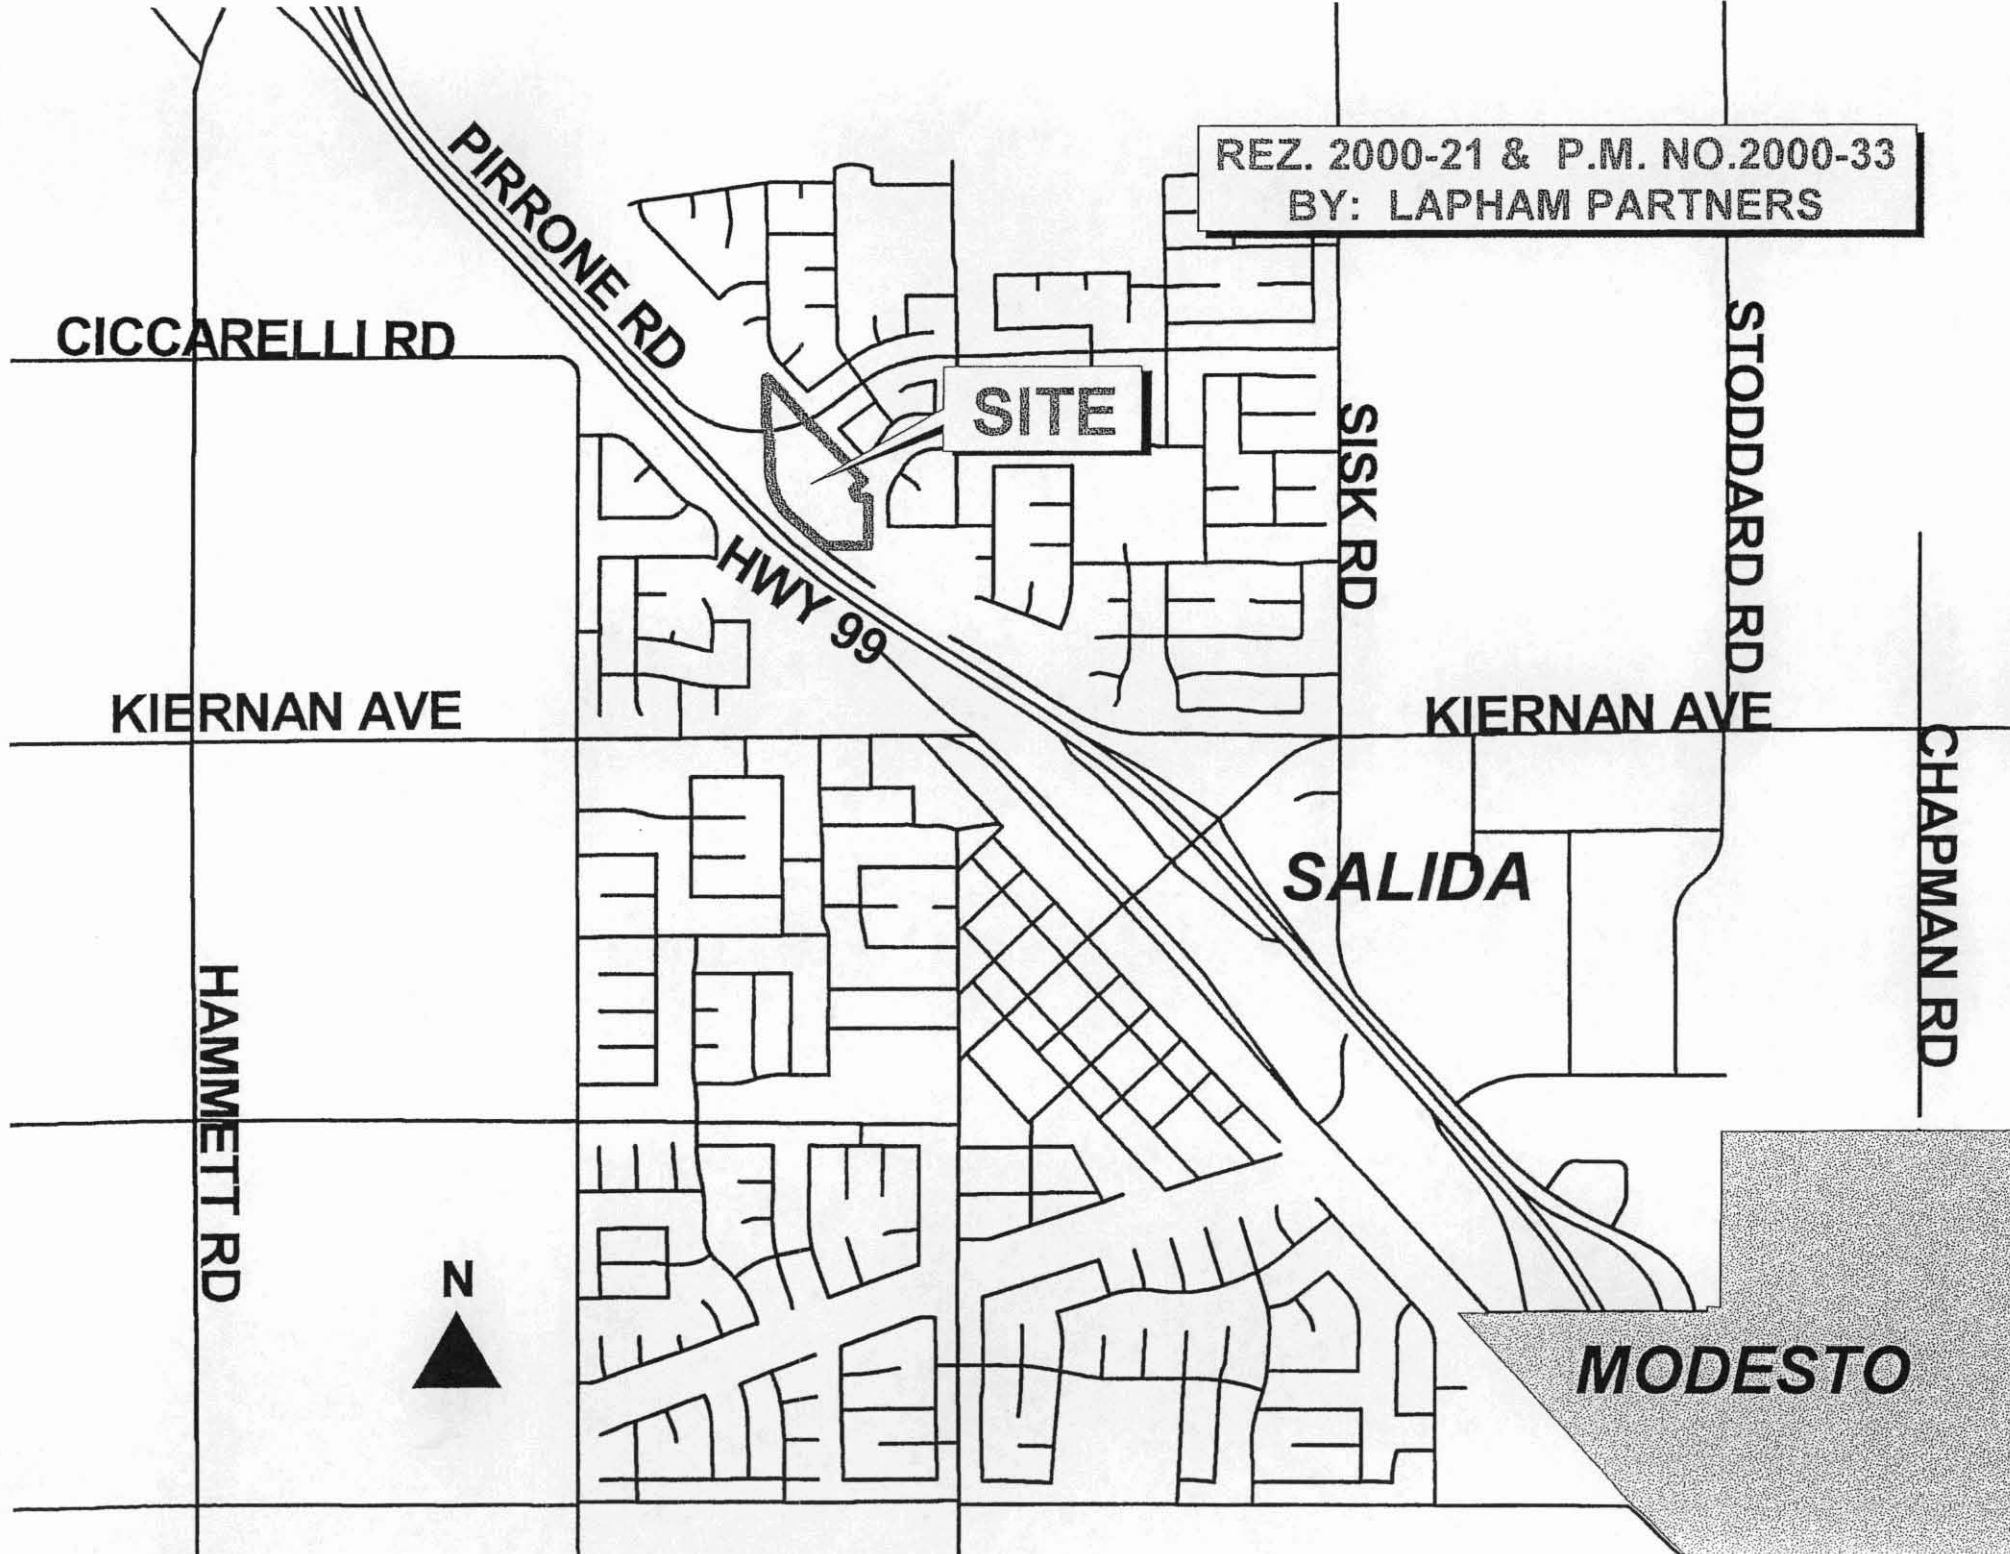 REZ. 2000-21 & P.M. NO.2000-33
BY: LAPHAM PARTNERS
PIRRONE RD
CICCARELLI RD
SITE
STODDARD RD
SISK RD
HWY 99
KIERNAN AVE
KIERNAN AVE
CHAPMAN RD
SALIDA
HAMMETT RD
N
MODESTO